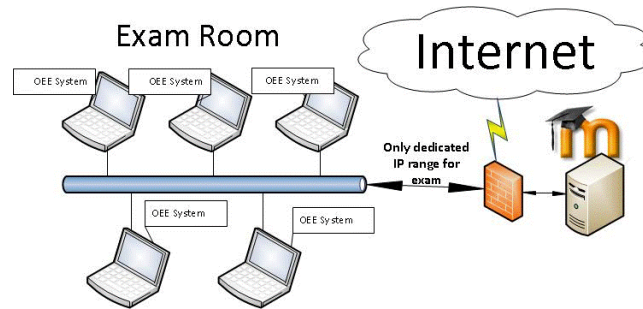 Exam Room
Internet
OEE System
OEE System
OEE System
Only dedicated
IP range for
exam
m
OEE System
OEE System